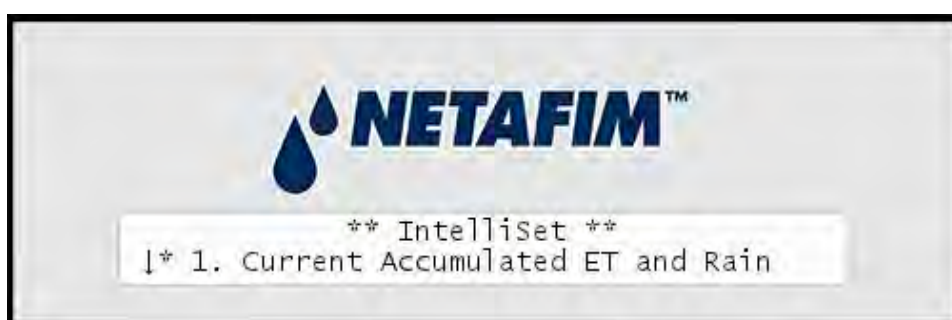 NETAFIM™
** IntelliSet **
↓* 1. Current Accumulated ET and Rain